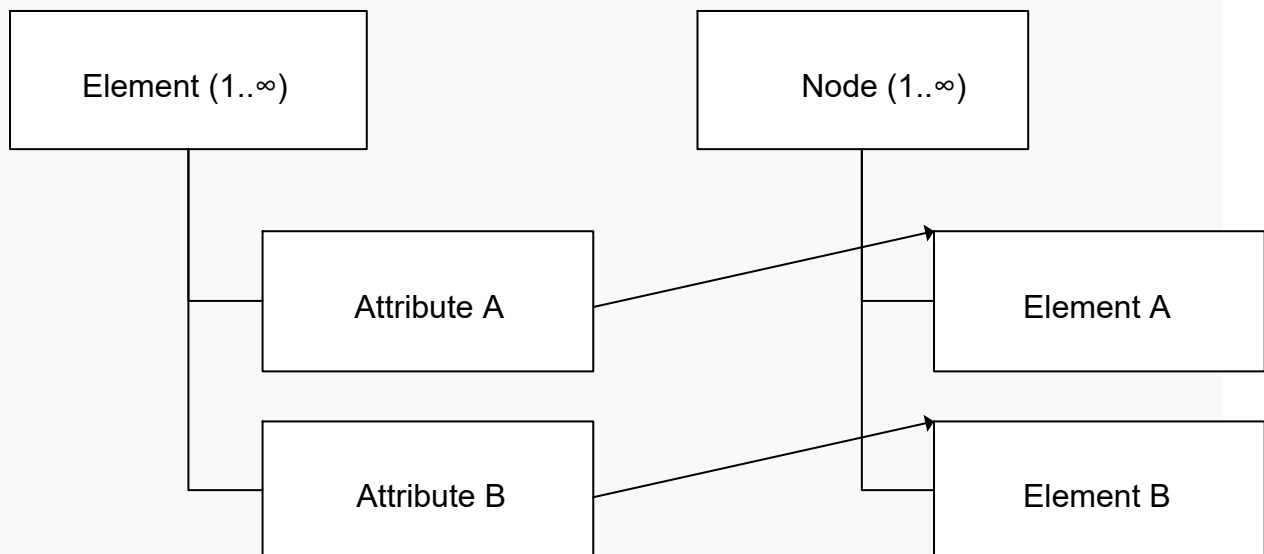 Element (1..∞)
Node (1..∞)
Attribute A
Element A
Attribute B
Element B